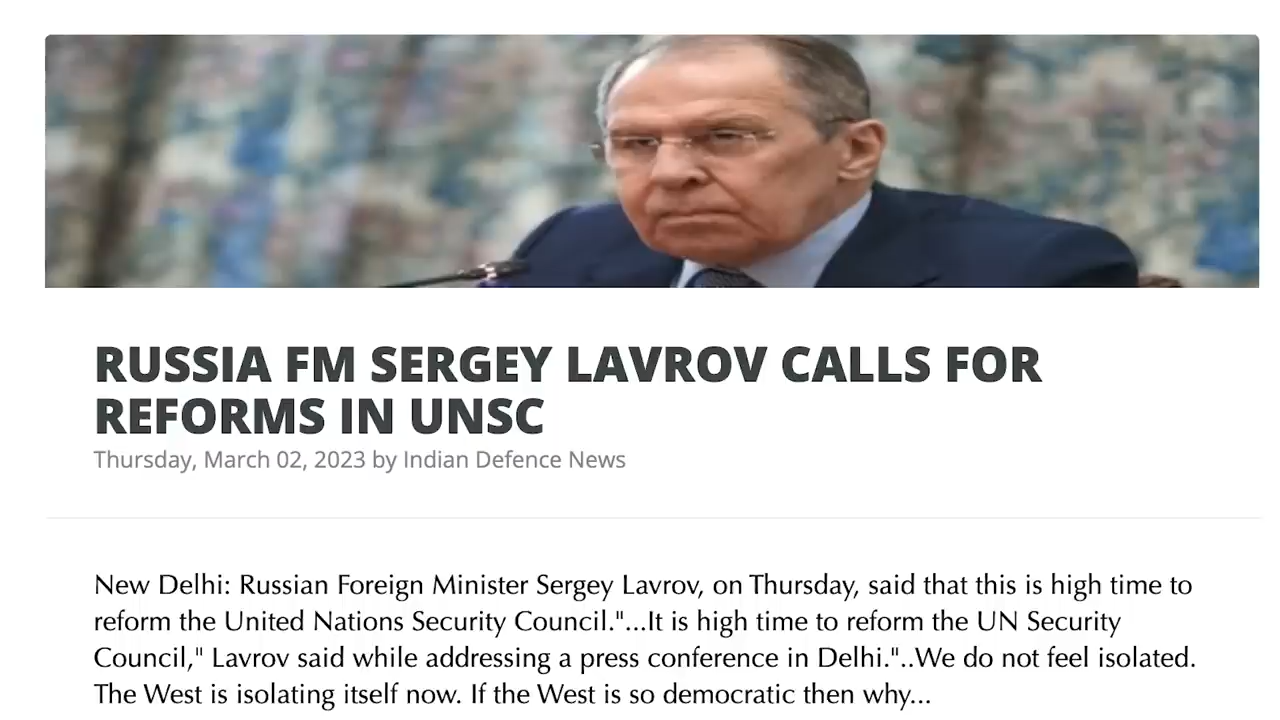 RUSSIA FM SERGEY LAVROV CALLS FOR
REFORMS IN UNSC
Thursday, March 02, 2023 by Indian Defence News
New Delhi: Russian Foreign Minister Sergey Lavrov, on Thursday, said that this is high time to
reform the United Nations Security Council."...It is high time to reform the UN Security
Council," Lavrov said while addressing a press conference in Delhi."..We do not feel isolated.
The West is isolating itself now. If the West is so democratic then why...